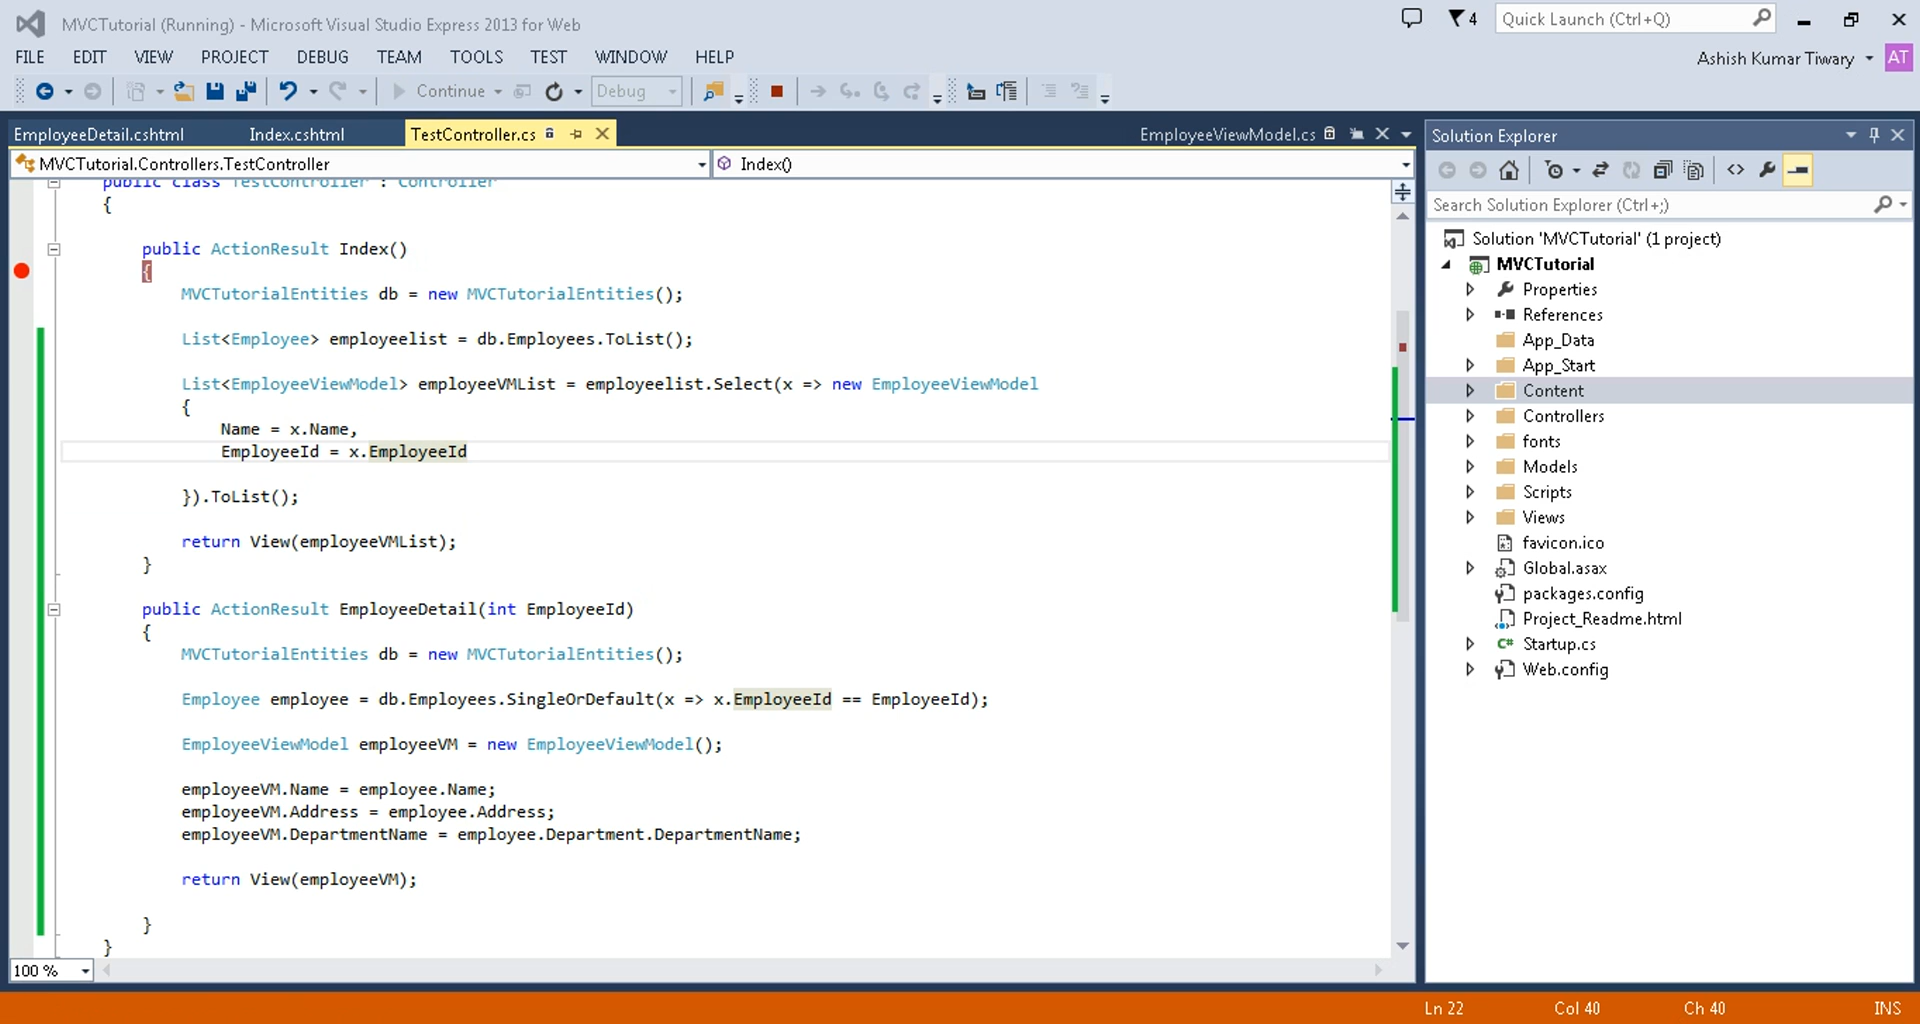 MVCTutorial (Running) - Microsoft Visual Studio Express 2013 for Web
4
Quick Launch (Ctrl+Q)
FILE EDIT VIEW PROJECT DEBUG TEAM TOOLS TEST WINDOW HELP
Ashish Kumar Tiwary AT
Continue Debug
EmployeeDetail.cshtml Index.cshtml TestController.cs EmployeeViewModel.cs
MVCTutorial.Controllers.TestController Index()
public class TestController : Controller
{
public ActionResult Index()
{
MVCTutorialEntities db = new MVCTutorialEntities();
List<Employee> employeelist = db.Employees.ToList();
List<EmployeeViewModel> employeeVMList = employeelist.Select(x => new EmployeeViewModel
{
Name = x.Name,
EmployeeId = x.EmployeeId
}).ToList();
return View(employeeVMList);
}
public ActionResult EmployeeDetail(int EmployeeId)
{
MVCTutorialEntities db = new MVCTutorialEntities();
Employee employee = db.Employees.SingleOrDefault(x => x.EmployeeId == EmployeeId);
EmployeeViewModel employeeVM = new EmployeeViewModel();
employeeVM.Name = employee.Name;
employeeVM.Address = employee.Address;
employeeVM.DepartmentName = employee.Department.DepartmentName;
return View(employeeVM);
}
}
100 %
Solution Explorer
Search Solution Explorer (Ctrl+;)
Solution 'MVCTutorial' (1 project)
MVCTutorial
Properties
References
App_Data
App_Start
Content
Controllers
fonts
Models
Scripts
Views
favicon.ico
Global.asax
packages.config
Project_Readme.html
C# Startup.cs
Web.config
Ln 22 Col 40 Ch 40 INS